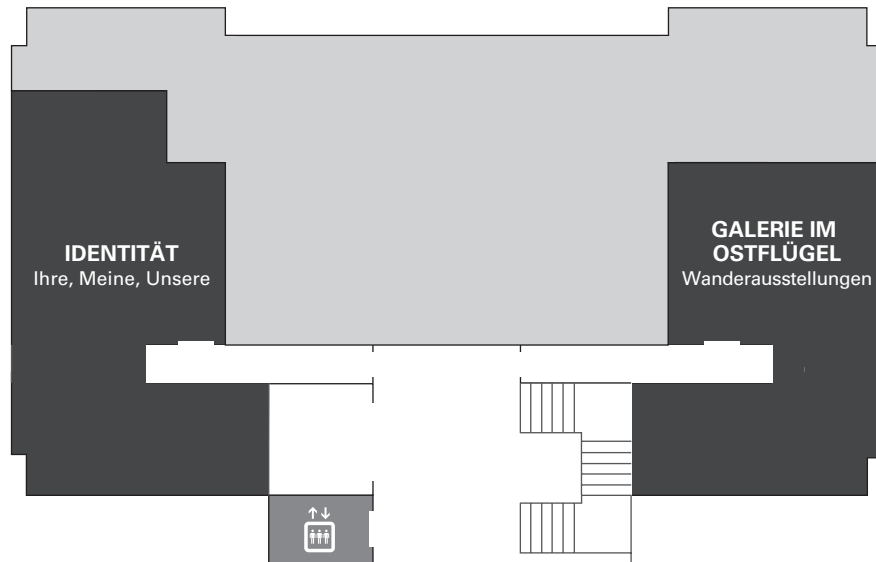 IDENTITÄT
Ihre, Meine, Unsere
GALERIE IM
OSTFLÜGEL
Wanderausstellungen